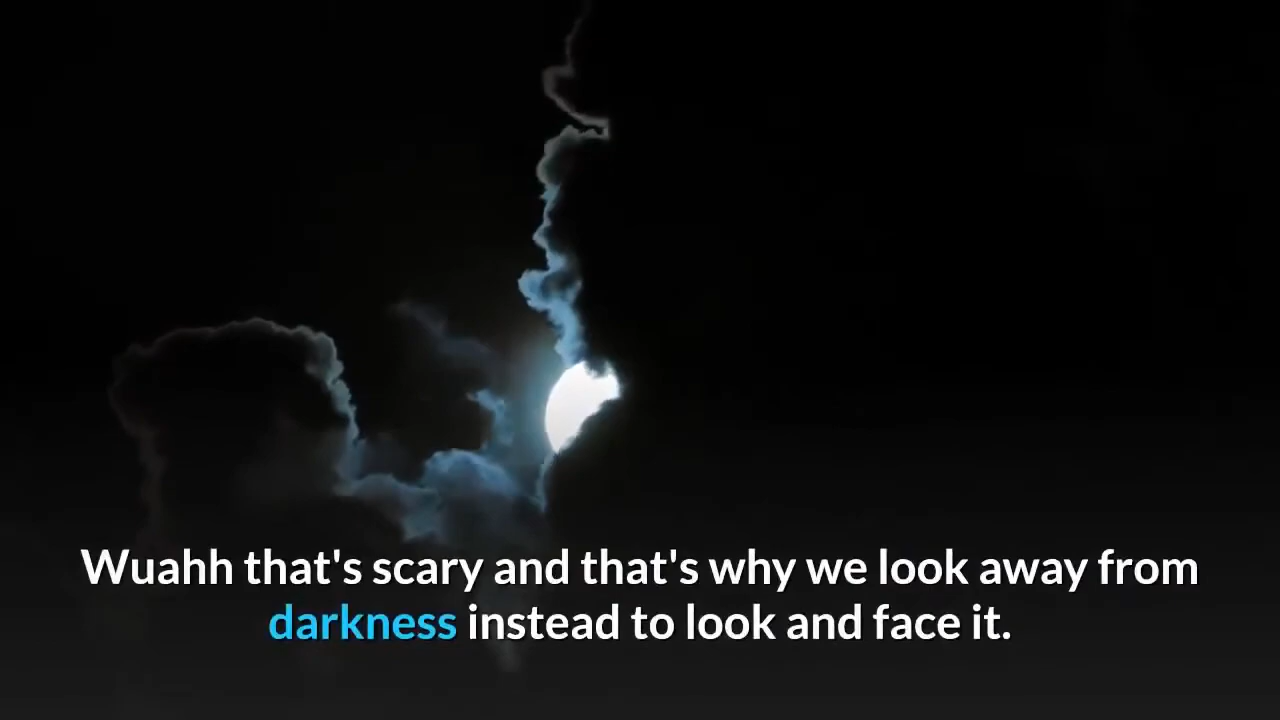 Wuahh that's scary and that's why we look away from
darkness instead to look and face it.